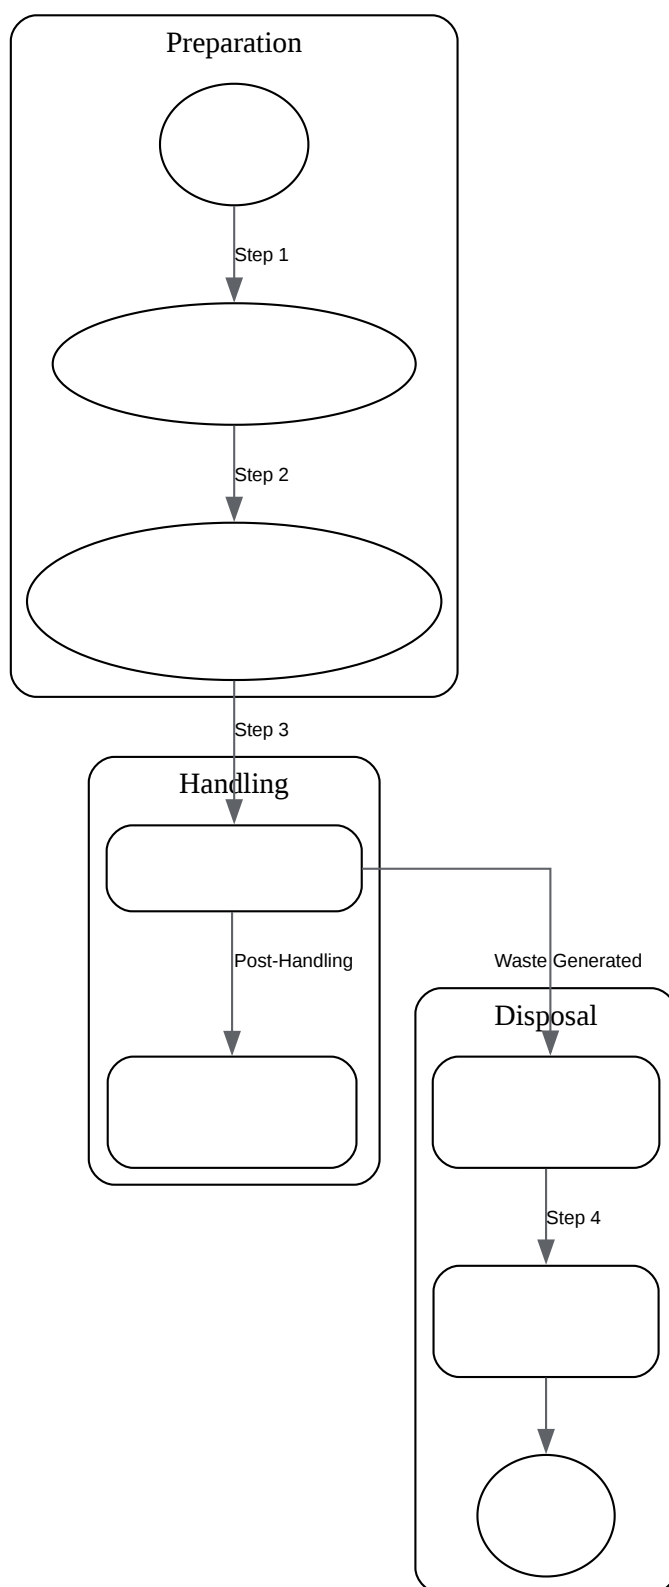 Preparation
Step 1
Step 2
Step 3
Handling
Post-Handling
Waste Generated
Disposal
Step 4